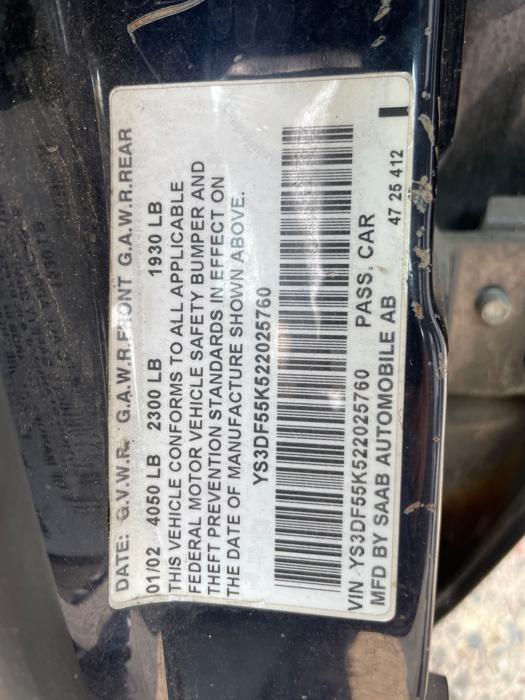 DATE: G.V.W.R. G.A.W.R.FRONT G.A.W.R.REAR
01/02 4050 LB 2300 LB 1930 LB
THIS VEHICLE CONFORMS TO ALL APPLICABLE
FEDERAL MOTOR VEHICLE SAFETY BUMPER AND
THEFT PREVENTION STANDARDS IN EFFECT ON
THE DATE OF MANUFACTURE SHOWN ABOVE.
YS3DF55K522025760
VIN YS3DF55K522025760 PASS. CAR
MFD BY SAAB AUTOMOBILE AB 47 25 412